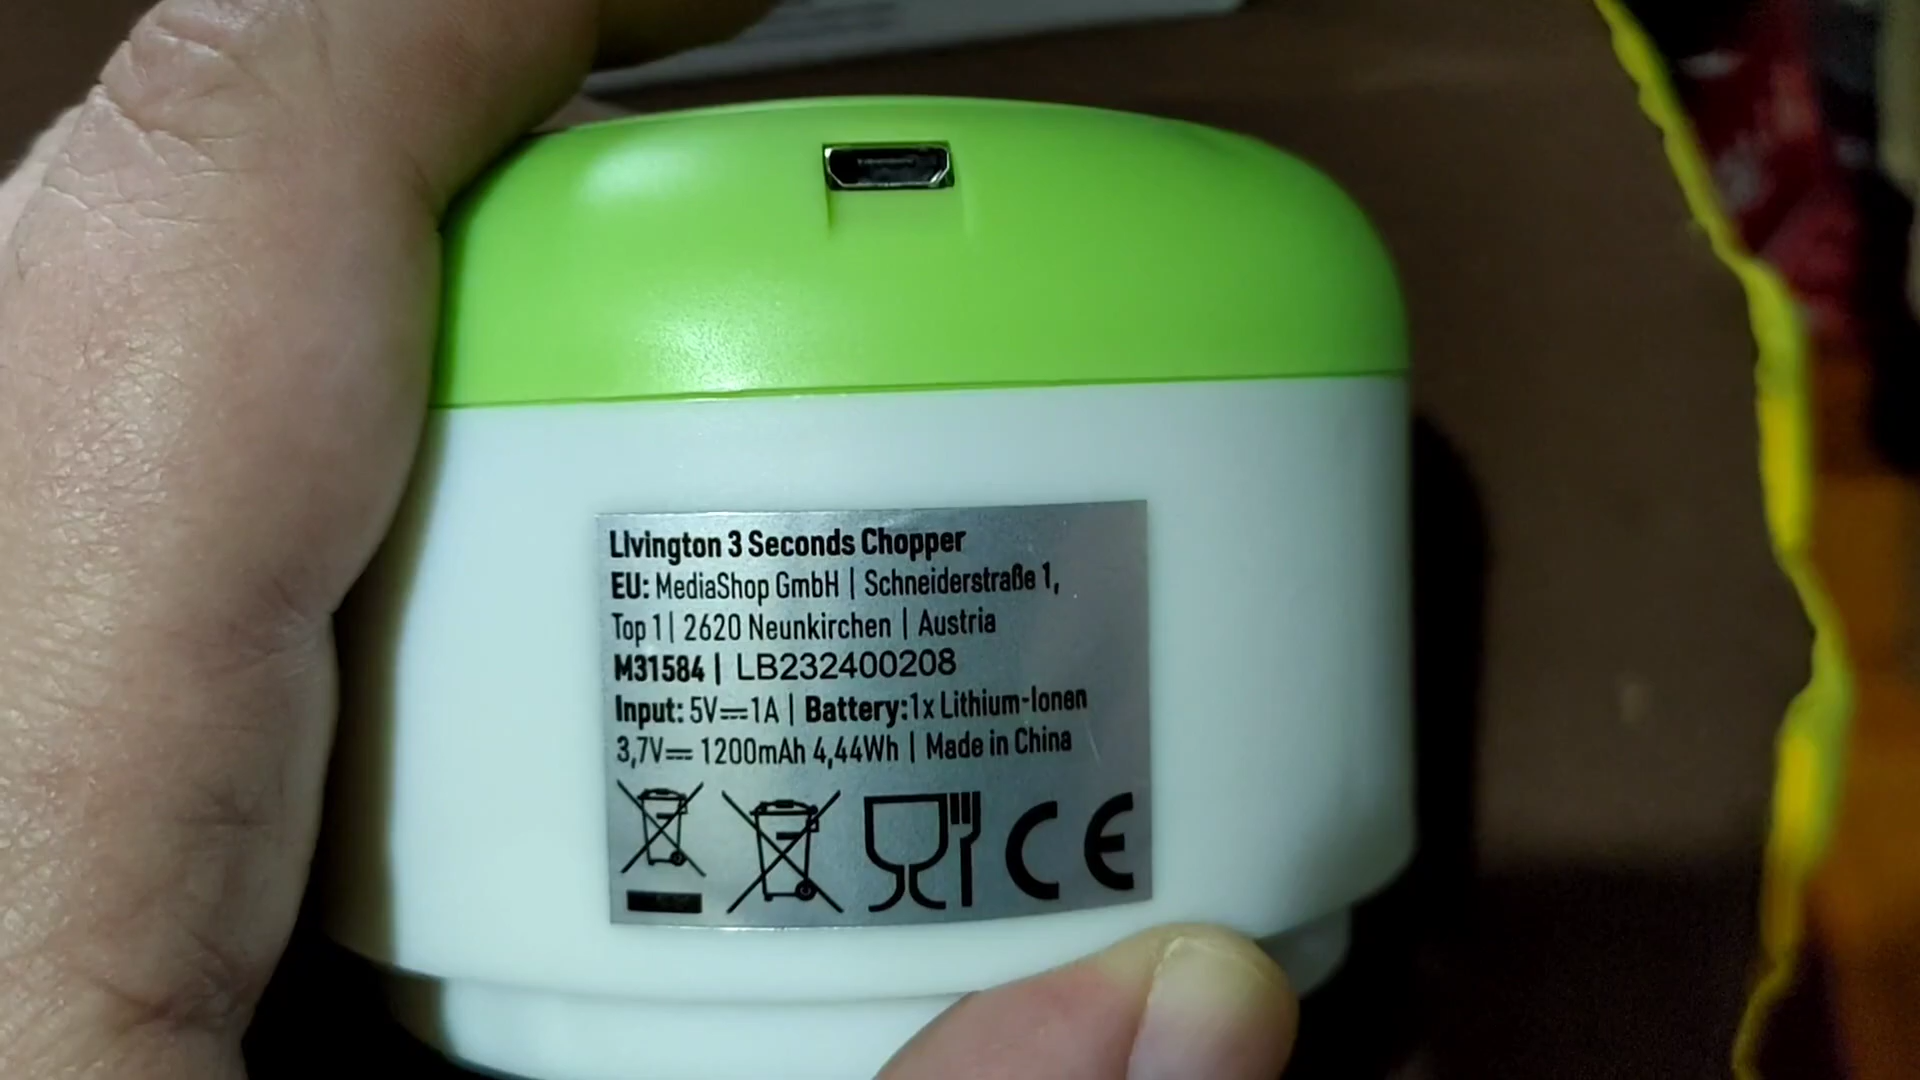 Livington 3 Seconds Chopper
EU: MediaShop GmbH | Schneiderstraße 1,
Top 1 | 2620 Neunkirchen | Austria
M31584 | LB232400208
Input: 5V⎓1A | Battery:1x Lithium-Ionen
3,7V⎓ 1200mAh 4,44Wh | Made in China
CE